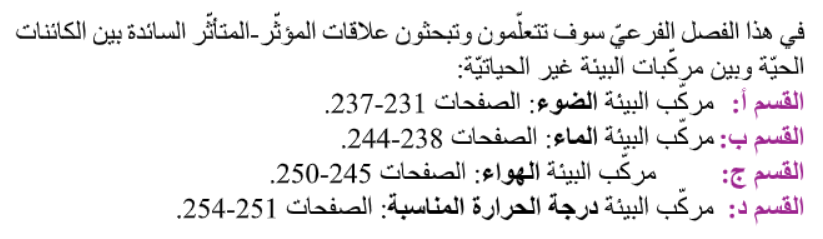 في هذا الفصل الفرعيّ سوف تتعلّمون وتبحثون علاقات المؤثّر-المتأثّر السائدة بين الكائنات
الحيّة وبين مركّبات البيئة غير الحياتيّة:
القسم أ: مركّب البيئة الضوء: الصفحات 231-237.
القسم ب: مركّب البيئة الماء: الصفحات 238-244.
القسم ج: مركّب البيئة الهواء: الصفحات 245-250.
القسم د: مركّب البيئة درجة الحرارة المناسبة: الصفحات 251-254.